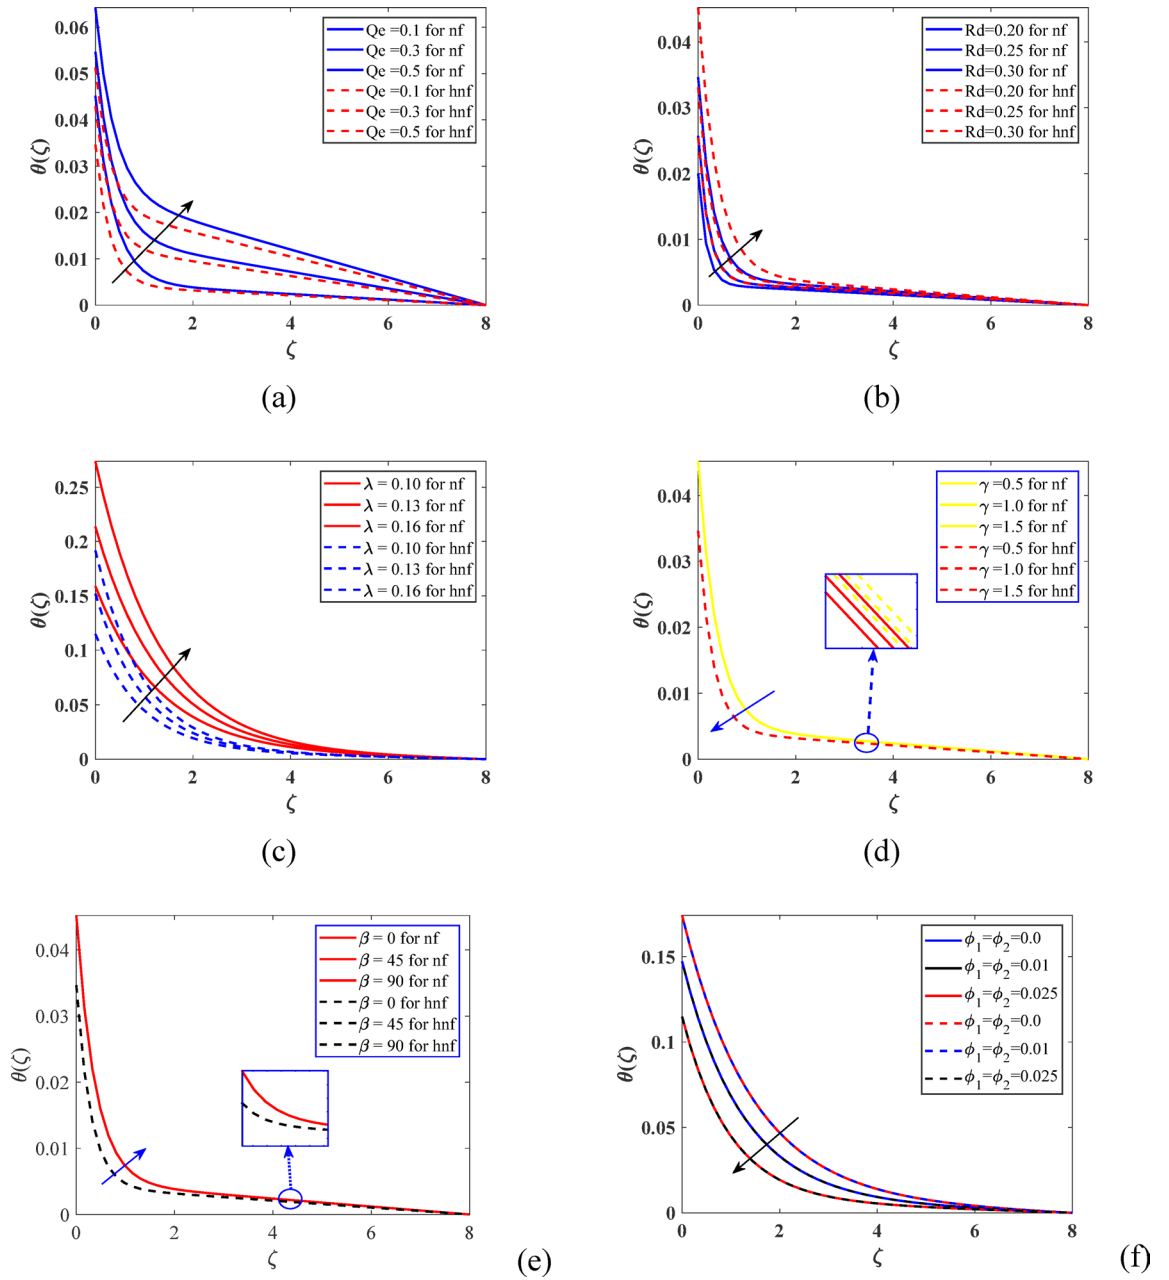 Qe =0.1 for nf
Qe =0.3 for nf
Qe =0.5 for nf
Qe =0.1 for hnf
Qe =0.3 for hnf
Qe =0.5 for hnf
0.06
0.05
0.04
0.03
0.02
0.01
0
θ(ζ)
0 2 4 6 8
ζ
(a)
Rd=0.20 for nf
Rd=0.25 for nf
Rd=0.30 for nf
Rd=0.20 for hnf
Rd=0.25 for hnf
Rd=0.30 for hnf
0.04
0.03
0.02
0.01
0
θ(ζ)
0 2 4 6 8
ζ
(b)
λ = 0.10 for nf
λ = 0.13 for nf
λ = 0.16 for nf
λ = 0.10 for hnf
λ = 0.13 for hnf
λ = 0.16 for hnf
0.25
0.2
0.15
0.1
0.05
0
θ(ζ)
0 2 4 6 8
ζ
(c)
γ =0.5 for nf
γ =1.0 for nf
γ =1.5 for nf
γ =0.5 for hnf
γ =1.0 for hnf
γ =1.5 for hnf
0.04
0.03
0.02
0.01
0
θ(ζ)
0 2 4 6 8
ζ
(d)
β = 0 for nf
β = 45 for nf
β = 90 for nf
β = 0 for hnf
β = 45 for hnf
β = 90 for hnf
0.04
0.03
0.02
0.01
0
θ(ζ)
0 2 4 6 8
ζ
(e)
ϕ₁=ϕ₂=0.0
ϕ₁=ϕ₂=0.01
ϕ₁=ϕ₂=0.025
ϕ₁=ϕ₂=0.0
ϕ₁=ϕ₂=0.01
ϕ₁=ϕ₂=0.025
0.15
0.1
0.05
0
θ(ζ)
0 2 4 6 8
ζ
(f)